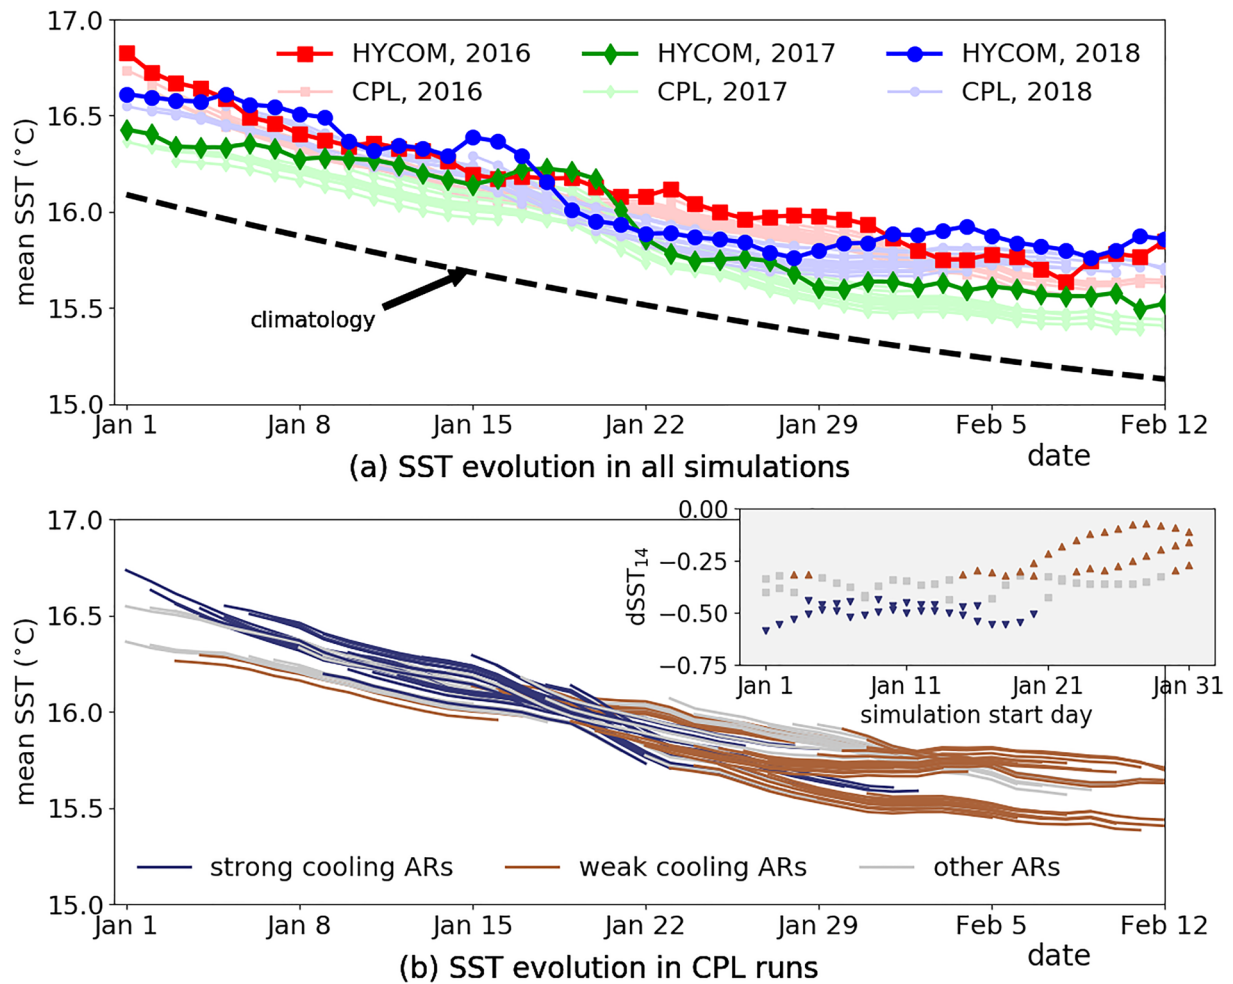 17.0
16.5
16.0
15.5
15.0
mean SST (°C)
HYCOM, 2016
HYCOM, 2017
HYCOM, 2018
CPL, 2016
CPL, 2017
CPL, 2018
climatology
Jan 1
Jan 8
Jan 15
Jan 22
Jan 29
Feb 5
Feb 12
date
(a) SST evolution in all simulations
17.0
16.5
16.0
15.5
15.0
mean SST (°C)
0.00
−0.25
−0.50
−0.75
dSST₁₄
Jan 1
Jan 11
Jan 21
Jan 31
simulation start day
strong cooling ARs
weak cooling ARs
other ARs
Jan 1
Jan 8
Jan 15
Jan 22
Jan 29
Feb 5
Feb 12
date
(b) SST evolution in CPL runs